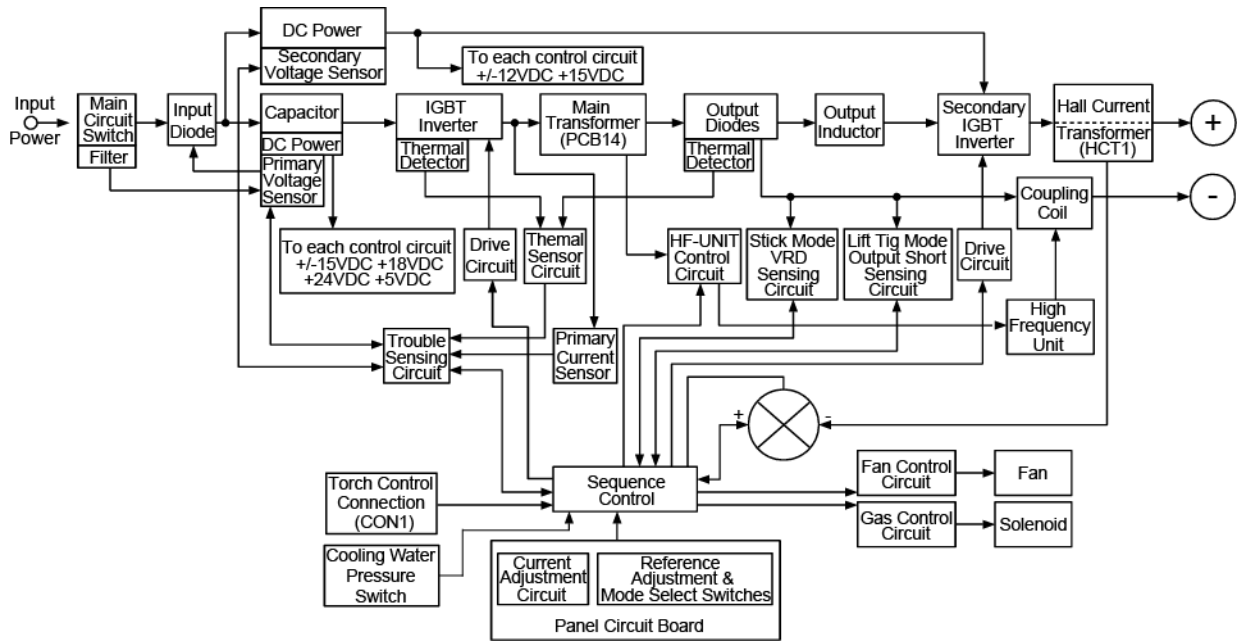 DC Power
Secondary
Voltage Sensor
To each control circuit
+/-12VDC +15VDC
Input
Power
Main
Circuit
Switch
Filter
Input
Diode
Capacitor
DC Power
Primary
Voltage
Sensor
IGBT
Inverter
Thermal
Detector
Main
Transformer
(PCB14)
Output
Diodes
Thermal
Detector
Output
Inductor
Secondary
IGBT
Inverter
Hall Current
Transformer
(HCT1)
+
-
Coupling
Coil
To each control circuit
+/-15VDC +18VDC
+24VDC +5VDC
Drive
Circuit
Themal
Sensor
Circuit
HF-UNIT
Control
Circuit
Stick Mode
VRD
Sensing
Circuit
Lift Tig Mode
Output Short
Sensing
Circuit
Drive
Circuit
High
Frequency
Unit
Trouble
Sensing
Circuit
Primary
Current
Sensor
+
-
Torch Control
Connection
(CON1)
Sequence
Control
Fan Control
Circuit
Fan
Gas Control
Circuit
Solenoid
Cooling Water
Pressure
Switch
Current
Adjustment
Circuit
Reference
Adjustment &
Mode Select Switches
Panel Circuit Board